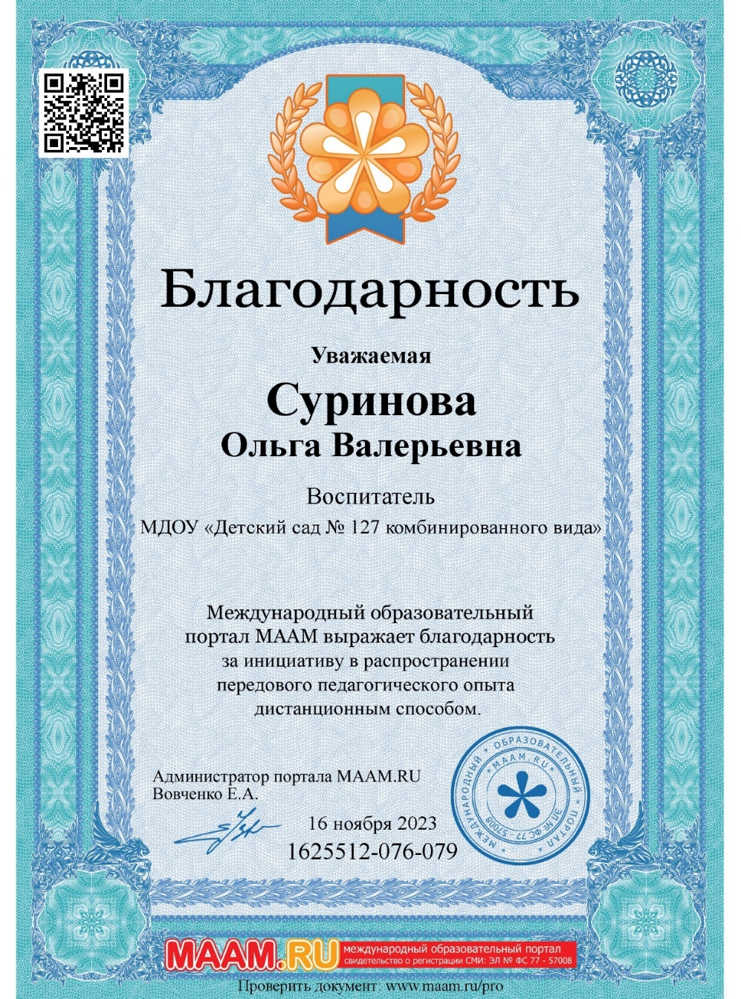 Благодарность
Уважаемая
Суринова
Ольга Валерьевна
Воспитатель
МДОУ «Детский сад № 127 комбинированного вида»
Международный образовательный
портал МААМ выражает благодарность
за инициативу в распространении
передового педагогического опыта
дистанционным способом.
Администратор портала MAAM.RU
Вовченко Е.А.
16 ноября 2023
1625512-076-079
* МЕЖДУНАРОДНЫЙ * ОБРАЗОВАТЕЛЬНЫЙ * ПОРТАЛ *
* МААМ.RU *
ЭЛ № ФС 77 - 57008
MAAM.RU
международный образовательный портал
свидетельство о регистрации СМИ: ЭЛ № ФС 77 - 57008
Проверить документ: www.maam.ru/pro